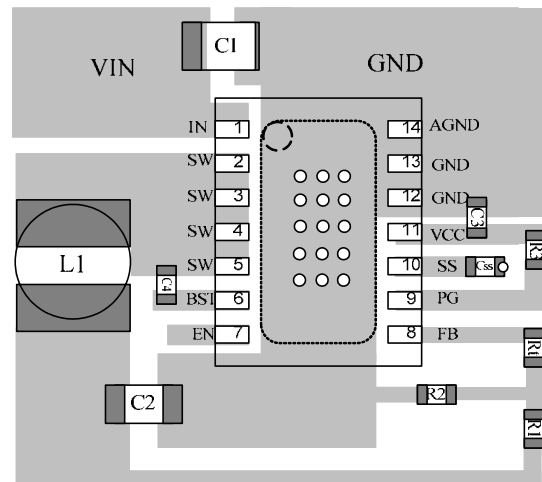 C1
VIN
GND
IN 1 14 AGND
SW 2 13 GND
SW 3 12 GND
C3
SW 4 11 VCC
R3
L1
SW 5 10 SS Css
C4
BST 6 9 PG
EN 7 8 FB
Rt
C2
R2
R1